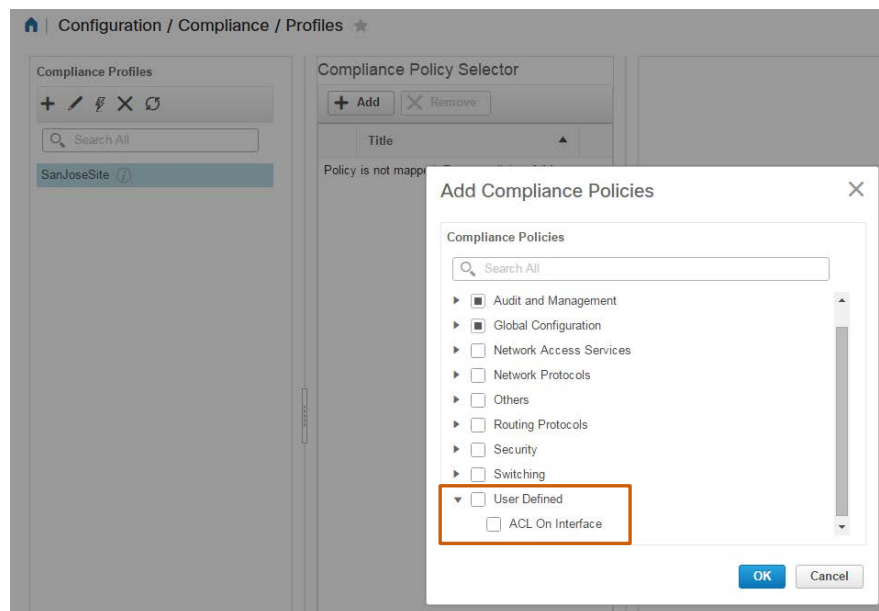 Configuration / Compliance / Profiles
Compliance Profiles
Search All
SanJoseSite
Compliance Policy Selector
Add
Remove
Title
Policy is not mapp
Add Compliance Policies
Compliance Policies
Search All
Audit and Management
Global Configuration
Network Access Services
Network Protocols
Others
Routing Protocols
Security
Switching
User Defined
ACL On Interface
OK
Cancel